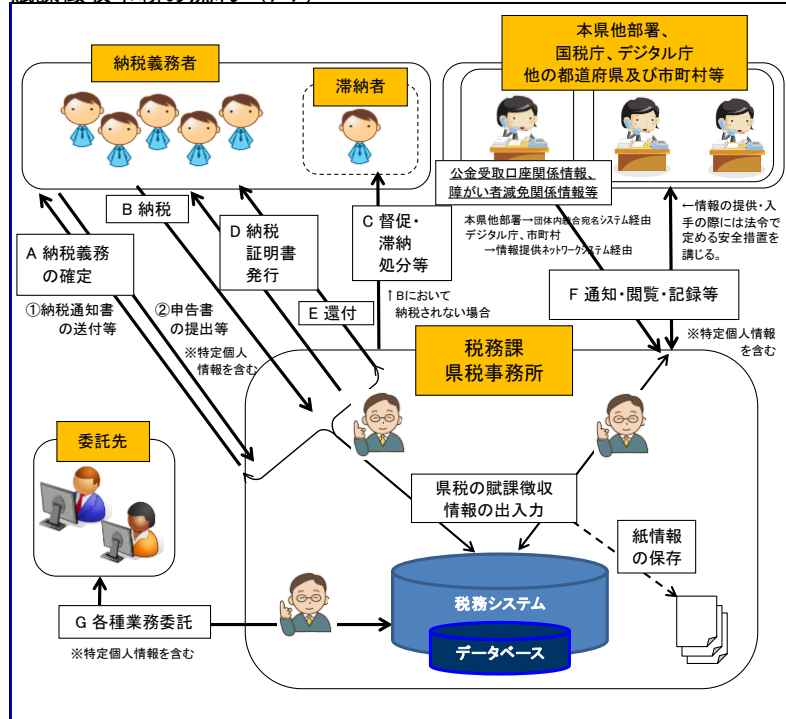 納税義務者
滞納者
本県他部署、
国税庁、デジタル庁
他の都道府県及び市町村等
公金受取口座関係情報、
障がい者減免関係情報等
本県他部署→団体内統合宛名システム経由
デジタル庁、市町村
→情報提供ネットワークシステム経由
←情報の提供・入
手の際には法令で
定める安全措置を
講じる。
B 納税
A 納税義務
の確定
①納税通知書
の送付等
②申告書
の提出等
※特定個人
情報を含む
D 納税
証明書
発行
E 還付
C 督促・
滞納
処分等
↑Bにおいて
納税されない場合
F 通知・閲覧・記録等
※特定個人情報
を含む
税務課
県税事務所
委託先
県税の賦課徴収
情報の出入力
紙情報
の保存
税務システム
データベース
G 各種業務委託
※特定個人情報を含む